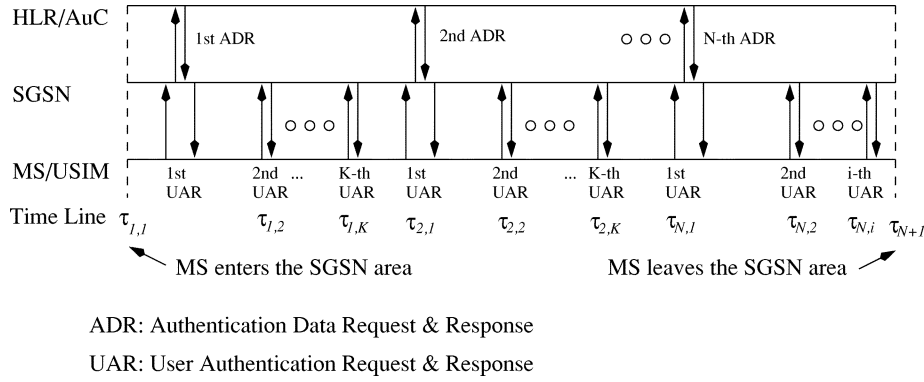 HLR/AuC
1st ADR
2nd ADR
N-th ADR
SGSN
MS/USIM
1st UAR
2nd UAR
...
K-th UAR
1st UAR
2nd UAR
...
K-th UAR
1st UAR
2nd UAR
i-th UAR
Time Line τ1,1 τ1,2 τ1,K τ2,1 τ2,2 τ2,K τN,1 τN,2 τN,i τN+1
MS enters the SGSN area
MS leaves the SGSN area
ADR: Authentication Data Request & Response
UAR: User Authentication Request & Response